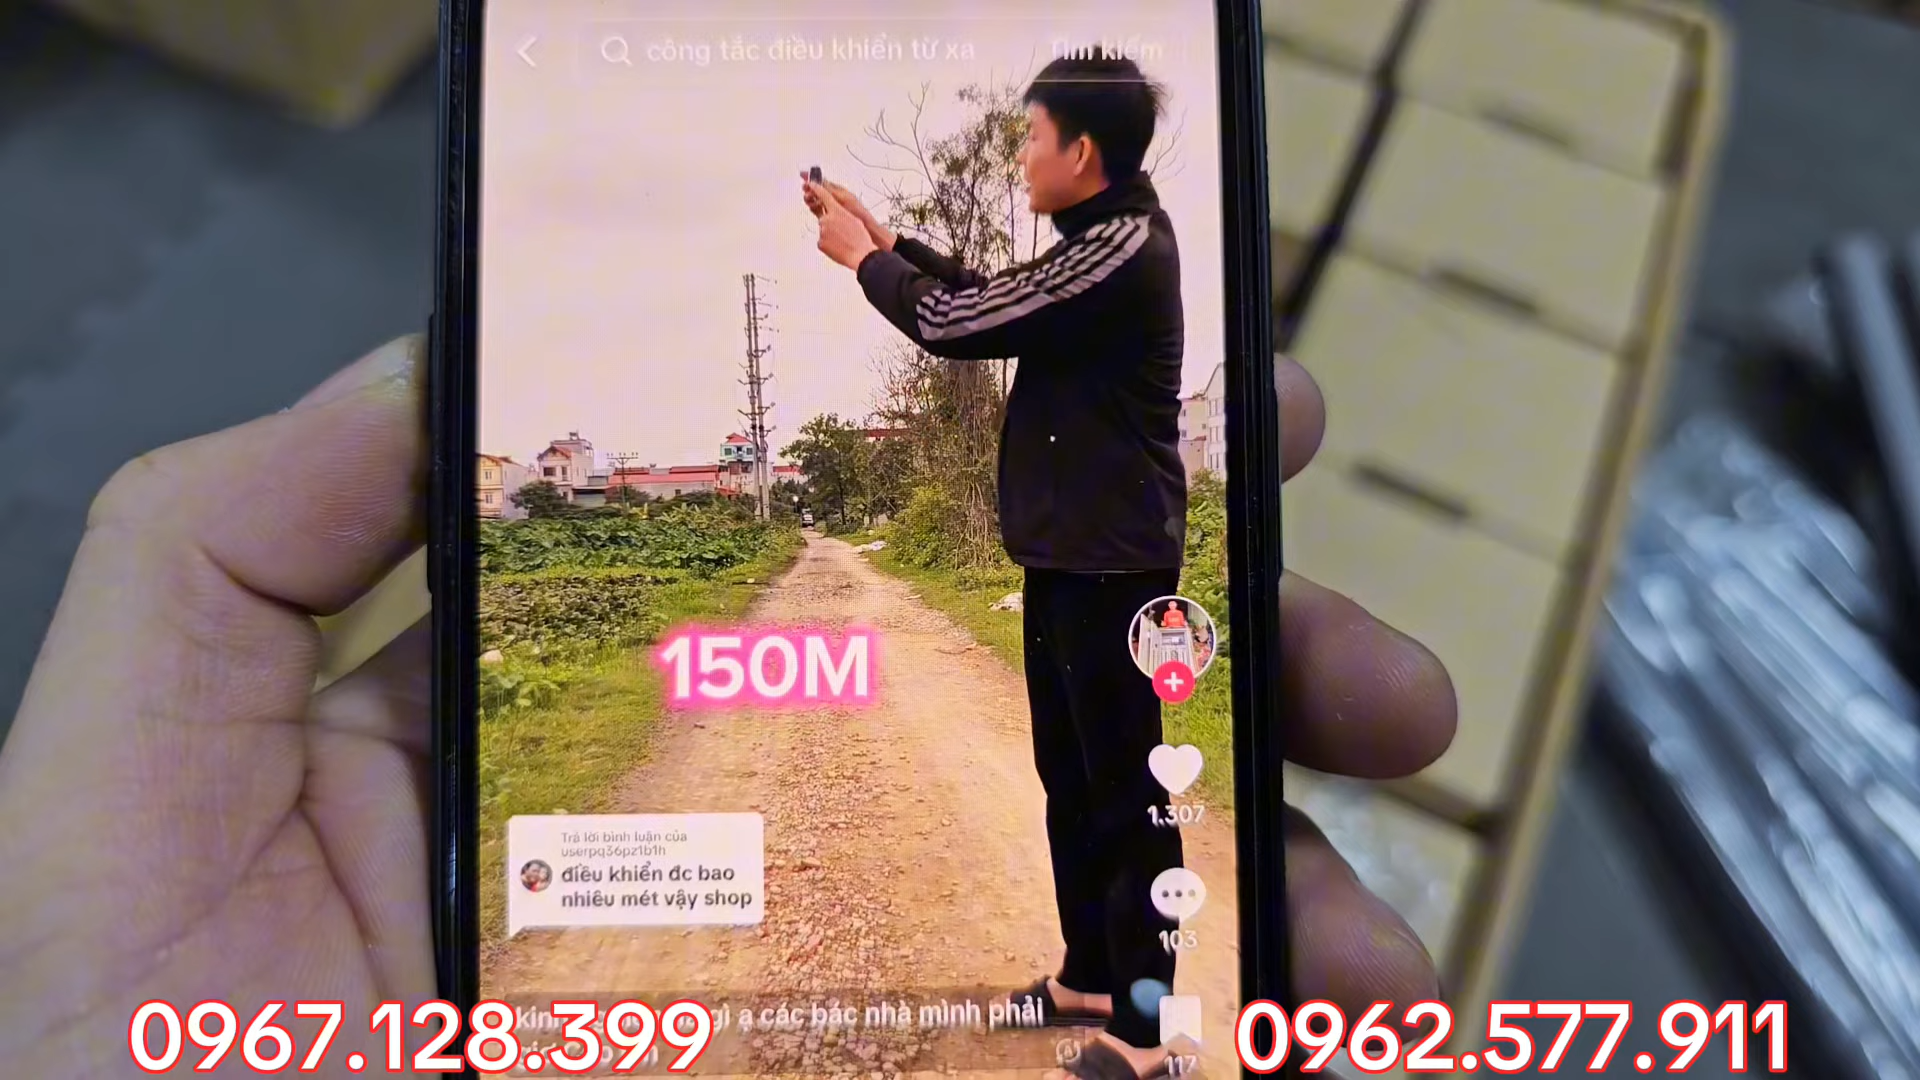 công tắc điều khiển từ xa
Tìm kiếm
150M
1.307
Trả lời bình luận của
userpq36pz1b1h
điều khiển đc bao
nhiêu mét vậy shop
103
gì ạ các bác nhà mình phải
117
0967.128.399
0962.577.911